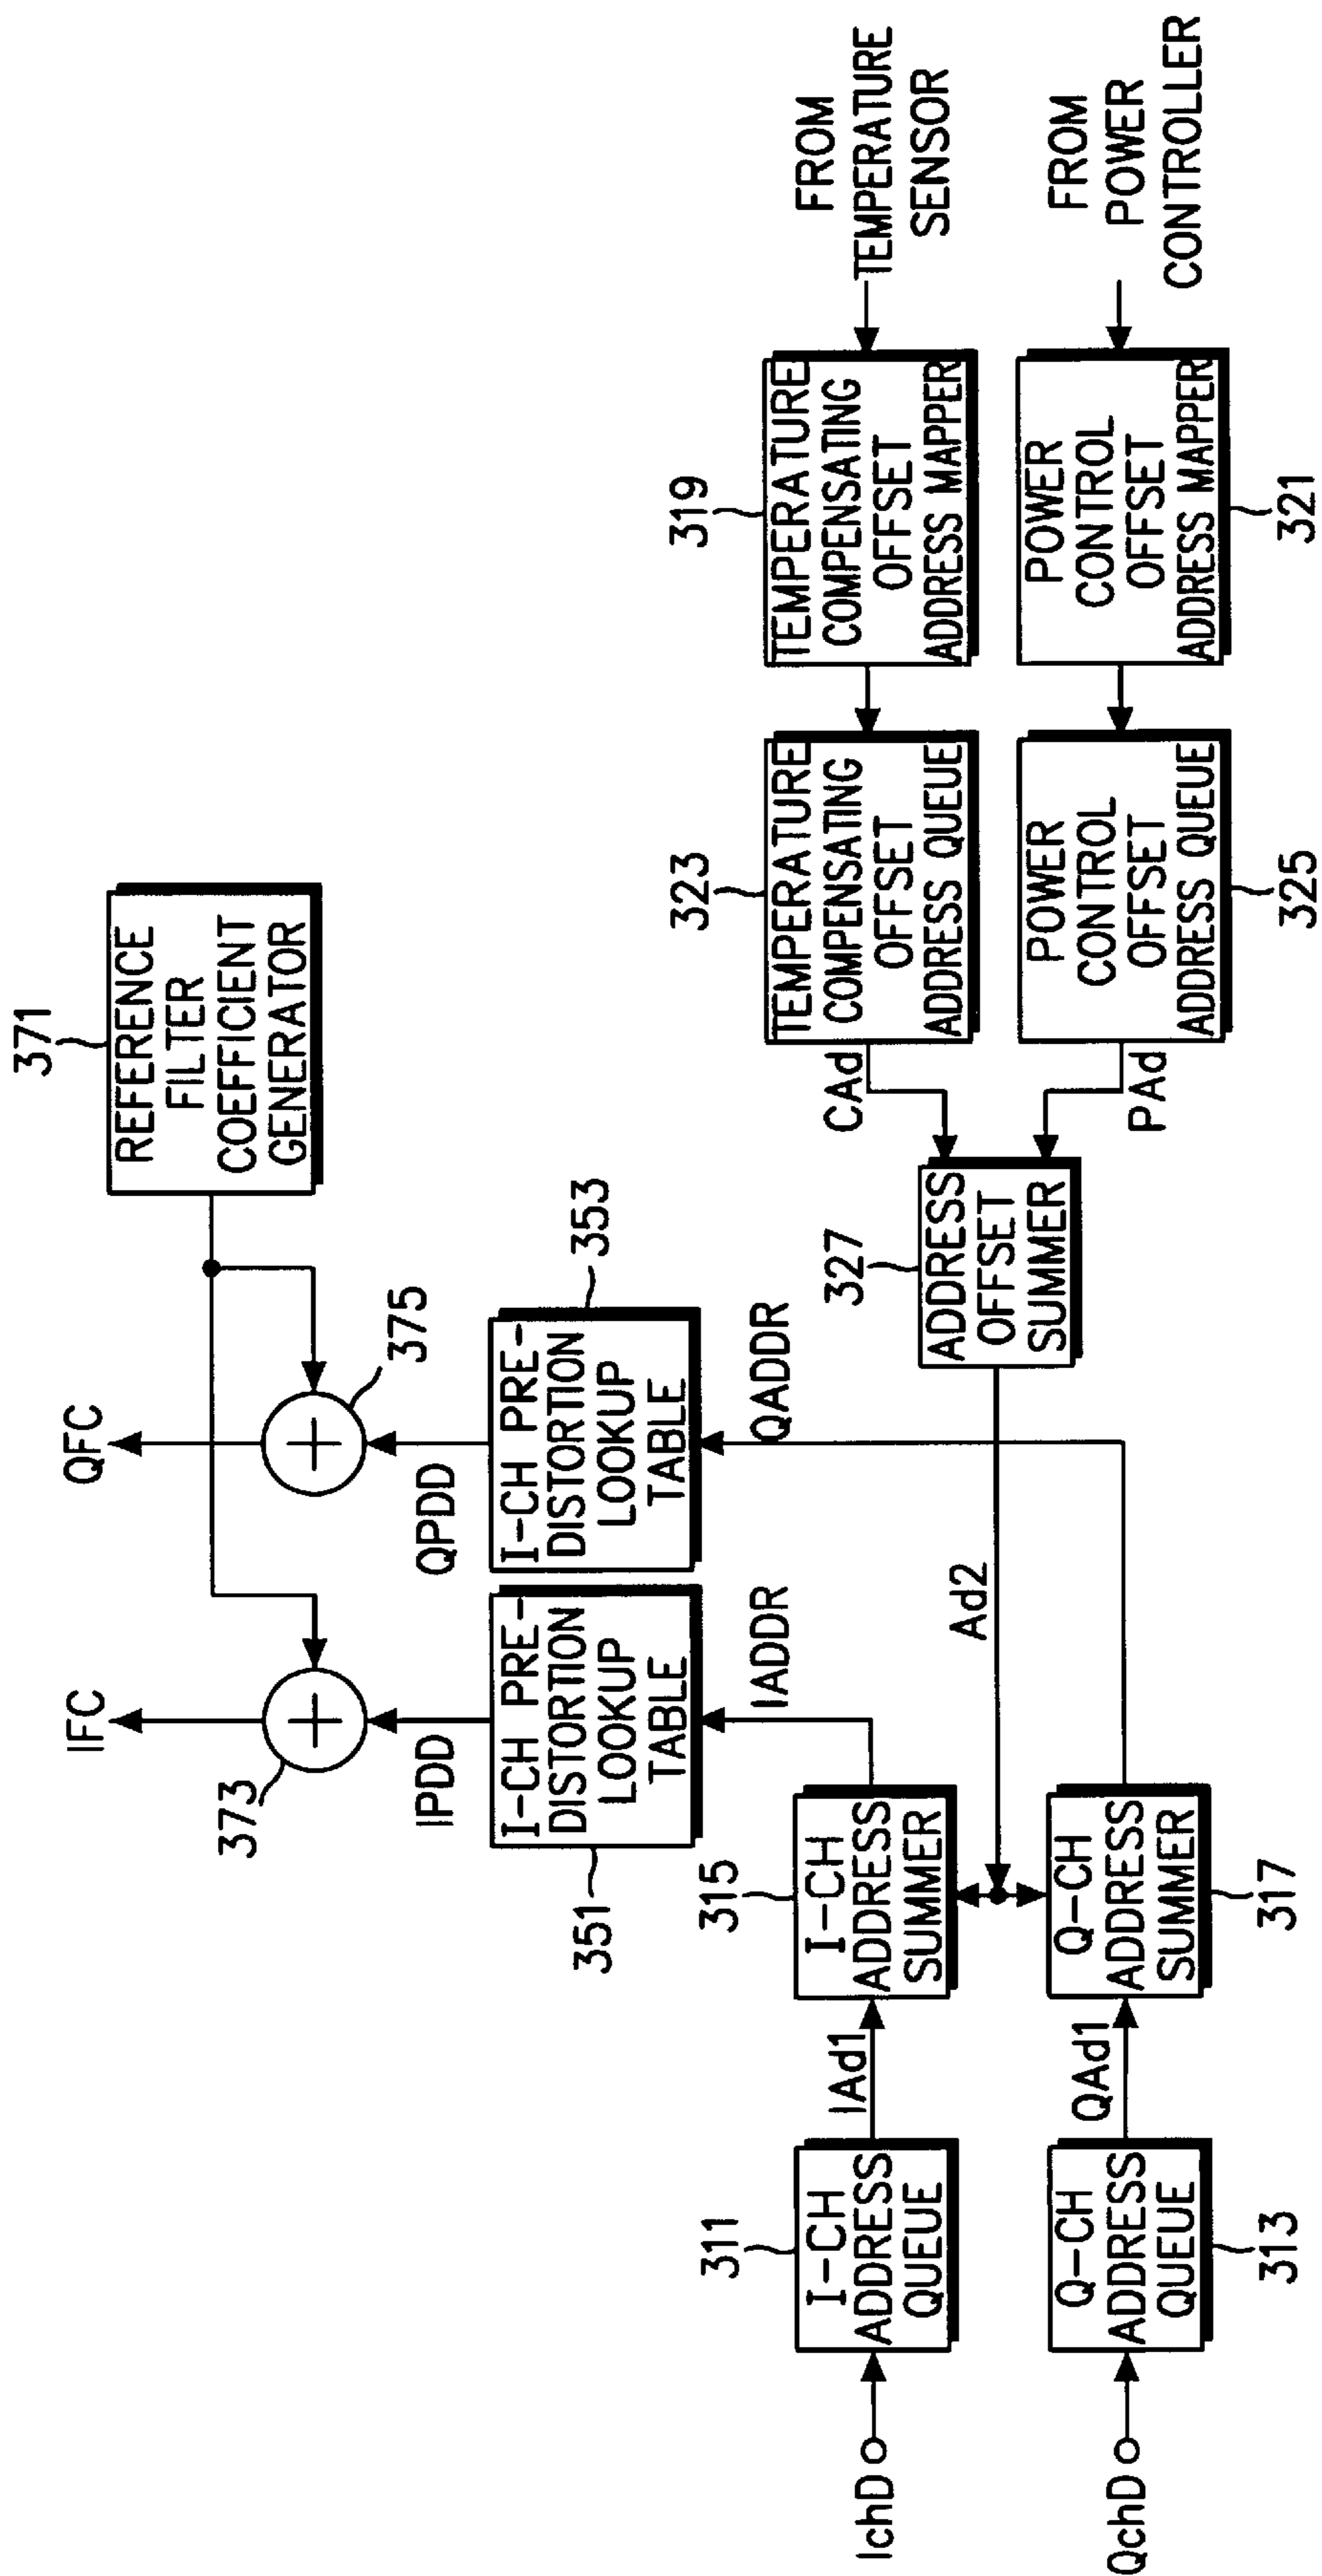 371
REFERENCE
FILTER
COEFFICIENT
GENERATOR
IFC
QFC
373
375
IPDD
QPDD
I-CH PRE-
DISTORTION
LOOKUP
TABLE
351
I-CH PRE-
DISTORTION
LOOKUP
TABLE
353
IADDR
QADDR
311
I-CH
ADDRESS
QUEUE
IchD
IAd1
315
I-CH
ADDRESS
SUMMER
Ad2
327
ADDRESS
OFFSET
SUMMER
CAd
323
TEMPERATURE
COMPENSATING
OFFSET
ADDRESS QUEUE
319
TEMPERATURE
COMPENSATING
OFFSET
ADDRESS MAPPER
FROM
TEMPERATURE
SENSOR
QchD
Q-CH
ADDRESS
QUEUE
313
QAd1
Q-CH
ADDRESS
SUMMER
317
PAd
POWER
CONTROL
OFFSET
ADDRESS QUEUE
325
POWER
CONTROL
OFFSET
ADDRESS MAPPER
321
FROM
POWER
CONTROLLER